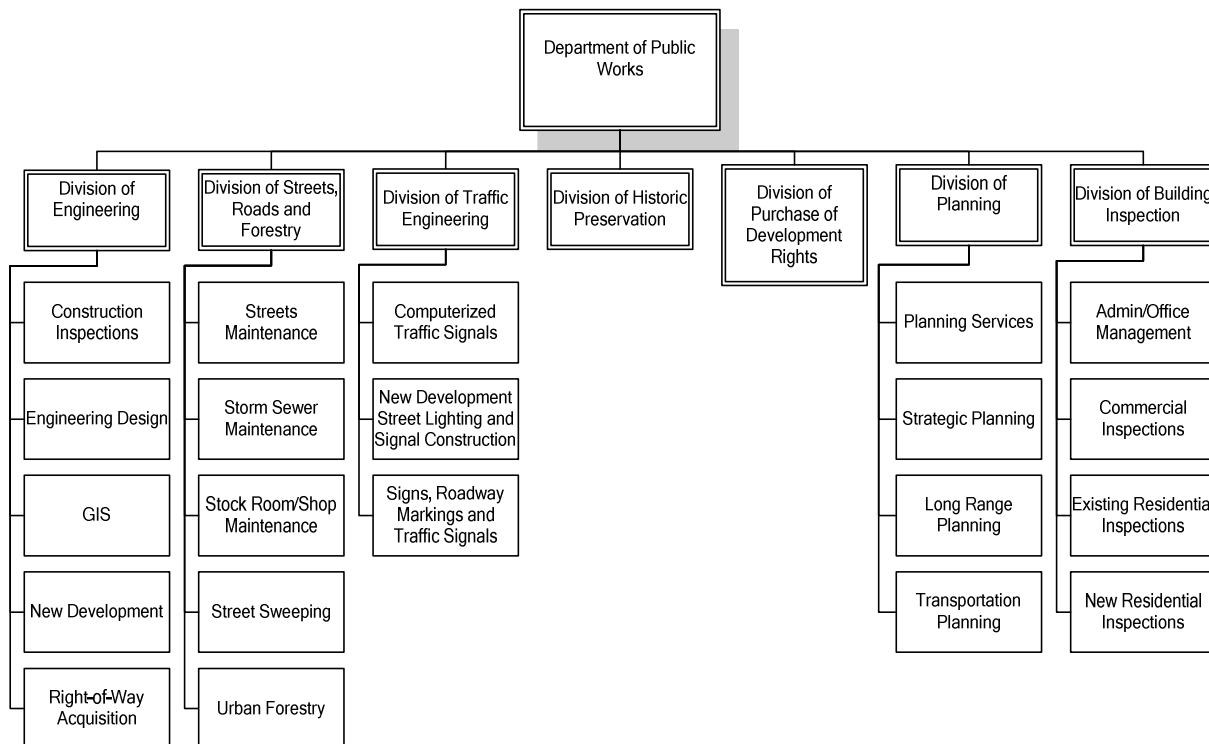 Department of Public
Works
Division of
Engineering
Division of Streets,
Roads and
Forestry
Division of Traffic
Engineering
Division of Historic
Preservation
Division of
Purchase of
Development
Rights
Division of
Planning
Division of Building
Inspection
Construction
Inspections
Engineering Design
GIS
New Development
Right-of-Way
Acquisition
Streets
Maintenance
Storm Sewer
Maintenance
Stock Room/Shop
Maintenance
Street Sweeping
Urban Forestry
Computerized
Traffic Signals
New Development
Street Lighting and
Signal Construction
Signs, Roadway
Markings and
Traffic Signals
Planning Services
Strategic Planning
Long Range
Planning
Transportation
Planning
Admin/Office
Management
Commercial
Inspections
Existing Residential
Inspections
New Residential
Inspections